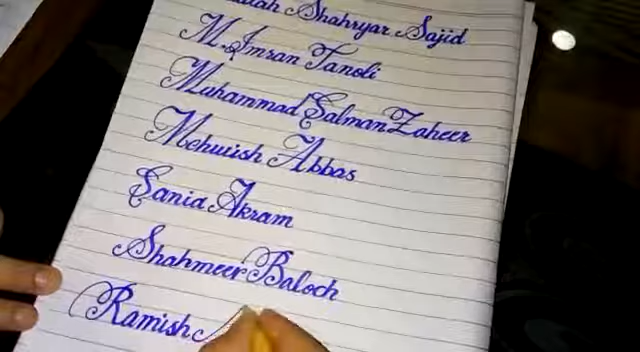 Shahryar Sajid
M. Imran Tanoli
Muhammad Salman Zaheer
Mehwish Abbas
Sania Akram
Shahmeer Baloch
Ramish